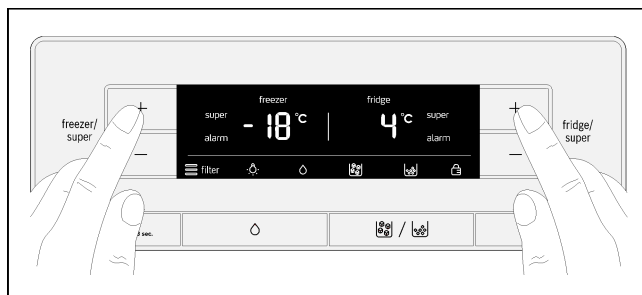 freezer
fridge
super
-18 °C
4 °C
super
alarm
alarm
filter
freezer/
super
+
−
+
−
fridge/
super
sec.
/